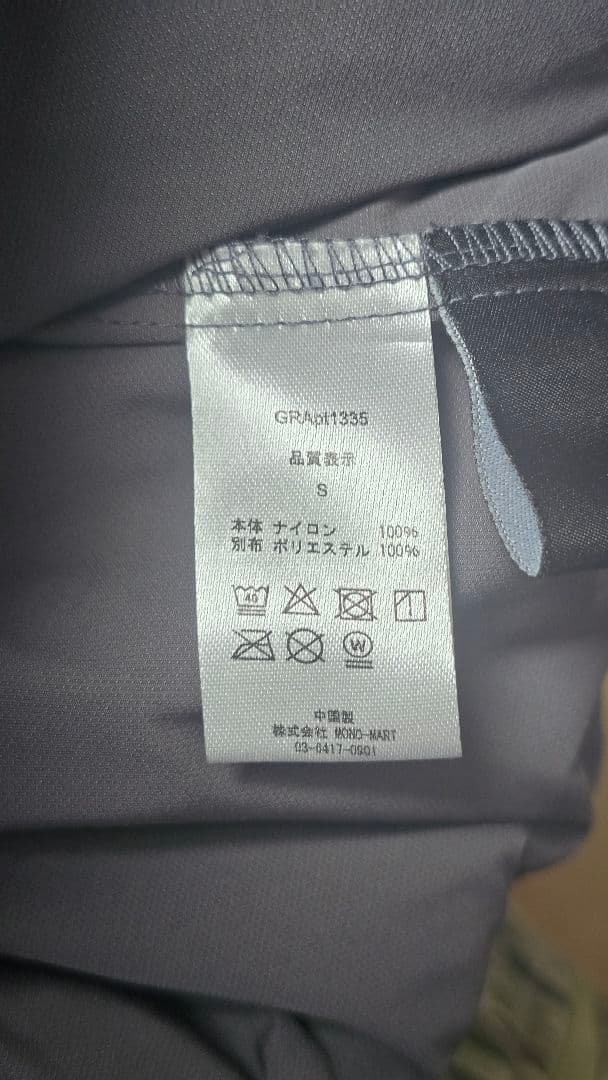 GRApt1335
品質表示
S
本体 ナイロン 100%
別布 ポリエステル 100%
40
W
中国製
株式会社 MONO-MART
03-6417-0901